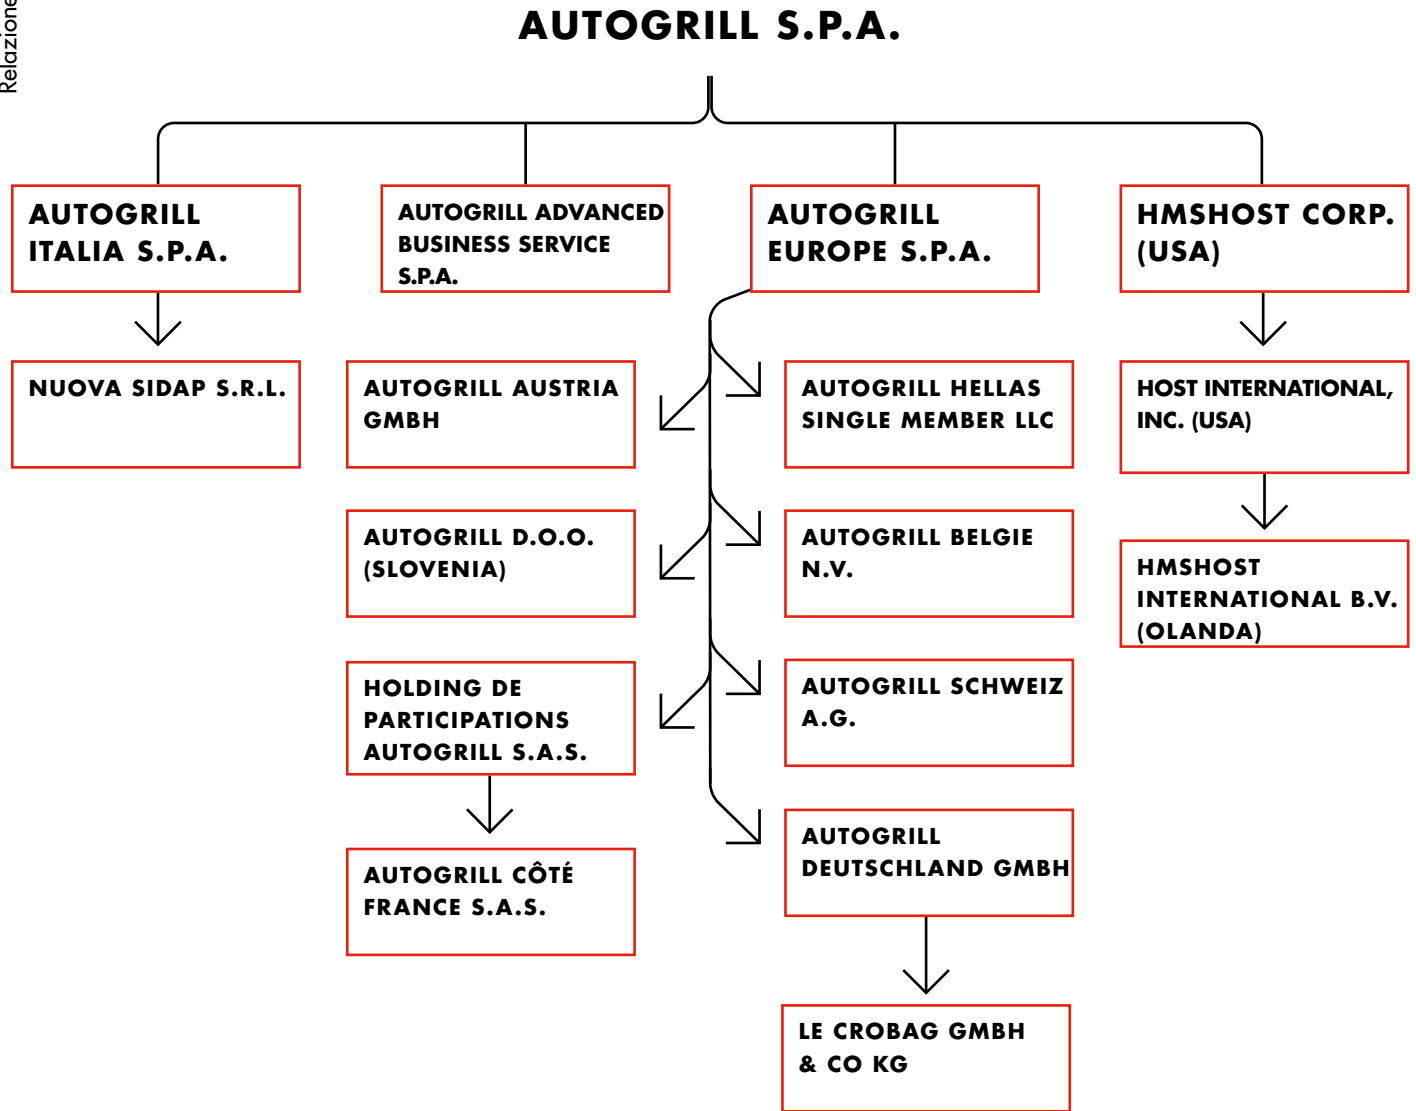 Relazione
AUTOGRILL S.P.A.
AUTOGRILL
ITALIA S.P.A.
AUTOGRILL ADVANCED
BUSINESS SERVICE
S.P.A.
AUTOGRILL
EUROPE S.P.A.
HMSHOST CORP.
(USA)
NUOVA SIDAP S.R.L.
AUTOGRILL AUSTRIA
GMBH
AUTOGRILL HELLAS
SINGLE MEMBER LLC
HOST INTERNATIONAL,
INC. (USA)
AUTOGRILL D.O.O.
(SLOVENIA)
AUTOGRILL BELGIE
N.V.
HMSHOST
INTERNATIONAL B.V.
(OLANDA)
HOLDING DE
PARTICIPATIONS
AUTOGRILL S.A.S.
AUTOGRILL SCHWEIZ
A.G.
AUTOGRILL
DEUTSCHLAND GMBH
AUTOGRILL CÔTÉ
FRANCE S.A.S.
LE CROBAG GMBH
& CO KG